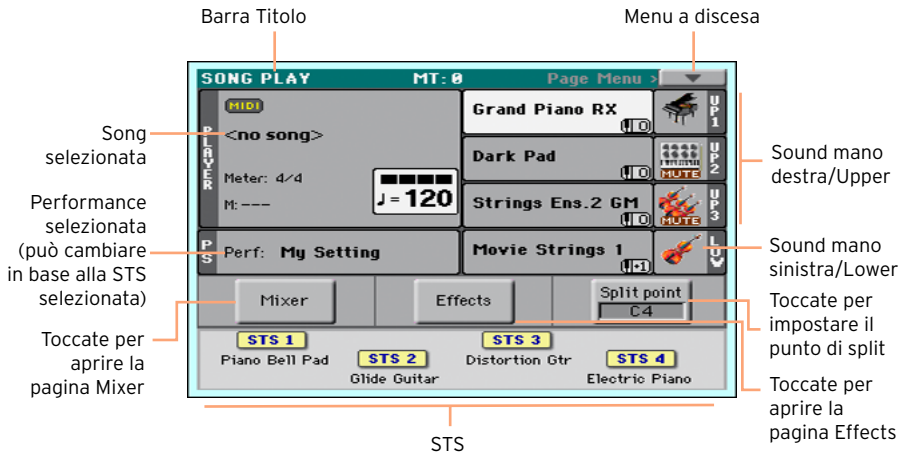 Barra Titolo
Menu a discesa
SONG PLAY MT: 0 Page Menu >
PLAYER
MIDI
<no song>
Meter: 4/4
M: ---
♩ = 120
Grand Piano RX
0
UP1
Dark Pad
0
MUTE
UP2
Strings Ens.2 GM
0
MUTE
UP3
PS
Perf: My Setting
Movie Strings 1
+1
LOW
Mixer
Effects
Split point
C4
STS 1
Piano Bell Pad
STS 2
Glide Guitar
STS 3
Distortion Gtr
STS 4
Electric Piano
Song
selezionata
Performance
selezionata
(può cambiare
in base alla STS
selezionata)
Toccate per
aprire la
pagina Mixer
Sound mano
destra/Upper
Sound mano
sinistra/Lower
Toccate per
impostare il
punto di split
Toccate per
aprire la
pagina Effects
STS